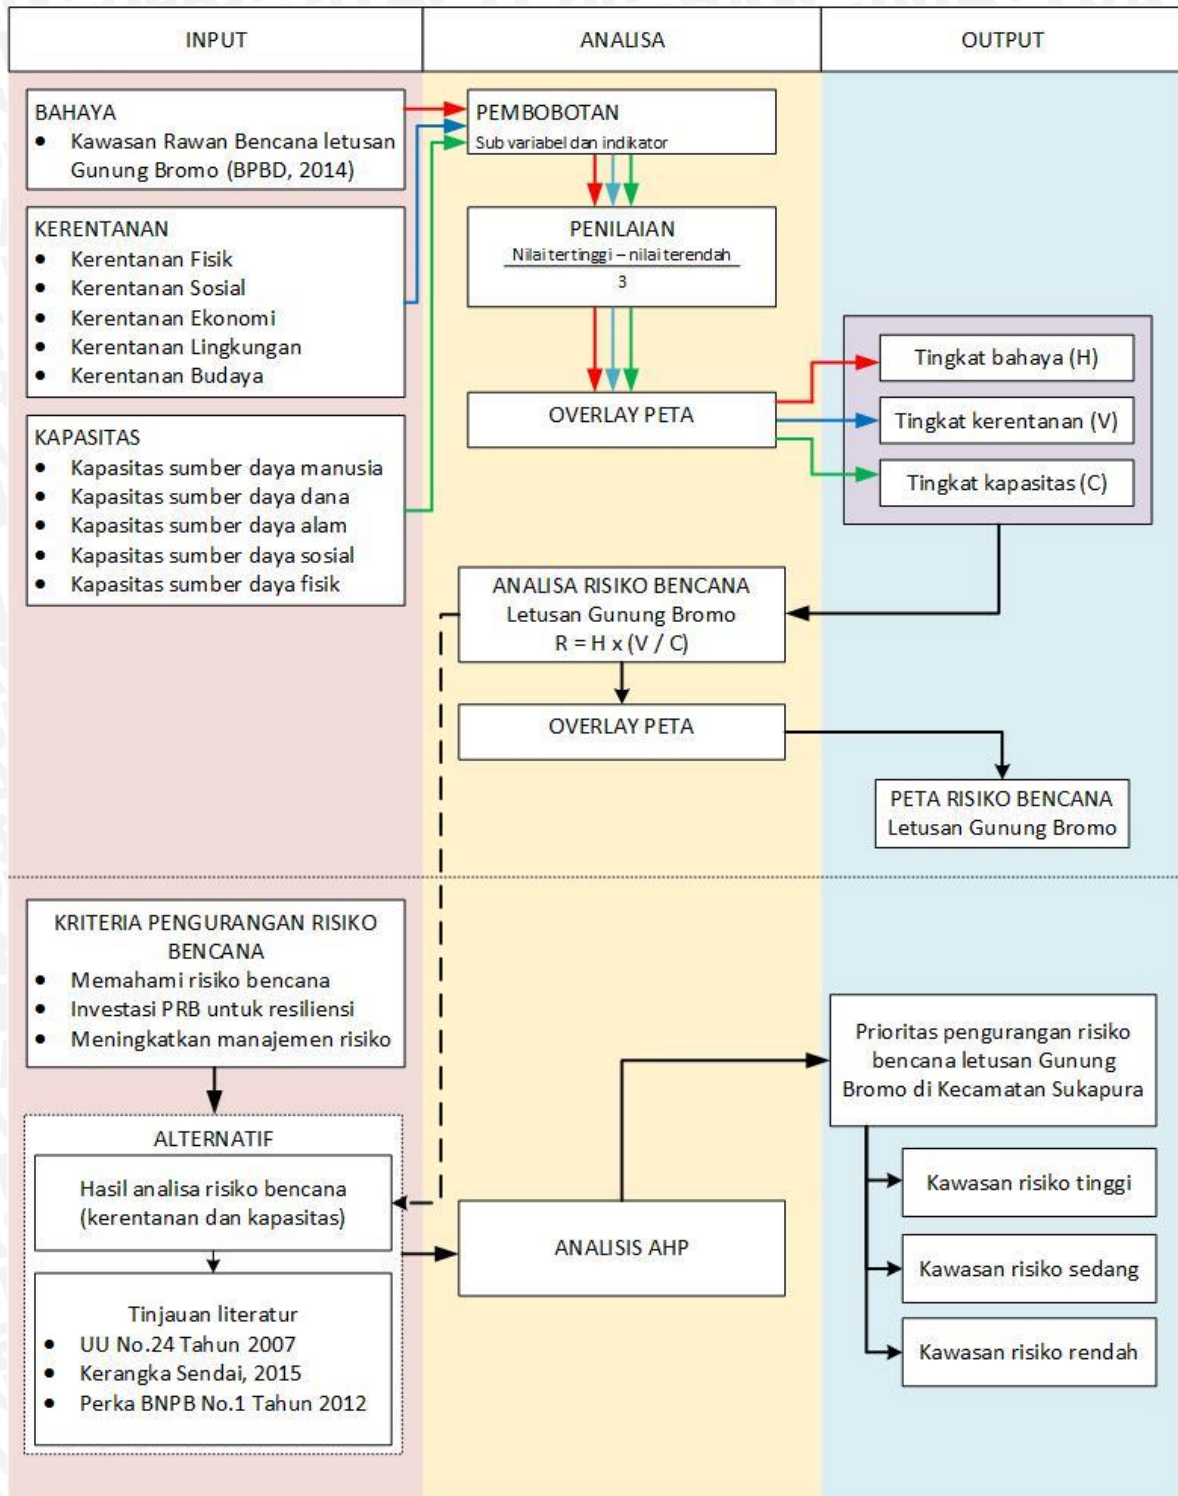 INPUT
ANALISA
OUTPUT
BAHAYA
• Kawasan Rawan Bencana letusan
Gunung Bromo (BPBD, 2014)
KERENTANAN
• Kerentanan Fisik
• Kerentanan Sosial
• Kerentanan Ekonomi
• Kerentanan Lingkungan
• Kerentanan Budaya
KAPASITAS
• Kapasitas sumber daya manusia
• Kapasitas sumber daya dana
• Kapasitas sumber daya alam
• Kapasitas sumber daya sosial
• Kapasitas sumber daya fisik
PEMBOBOTAN
Sub variabel dan indikator
PENILAIAN
Nilai tertinggi – nilai terendah
3
OVERLAY PETA
Tingkat bahaya (H)
Tingkat kerentanan (V)
Tingkat kapasitas (C)
ANALISA RISIKO BENCANA
Letusan Gunung Bromo
R = H x (V / C)
OVERLAY PETA
PETA RISIKO BENCANA
Letusan Gunung Bromo
KRITERIA PENGURANGAN RISIKO
BENCANA
• Memahami risiko bencana
• Investasi PRB untuk resiliensi
• Meningkatkan manajemen risiko
ALTERNATIF
Hasil analisa risiko bencana
(kerentanan dan kapasitas)
Tinjauan literatur
• UU No.24 Tahun 2007
• Kerangka Sendai, 2015
• Perka BNPB No.1 Tahun 2012
ANALISIS AHP
Prioritas pengurangan risiko
bencana letusan Gunung
Bromo di Kecamatan Sukapura
Kawasan risiko tinggi
Kawasan risiko sedang
Kawasan risiko rendah